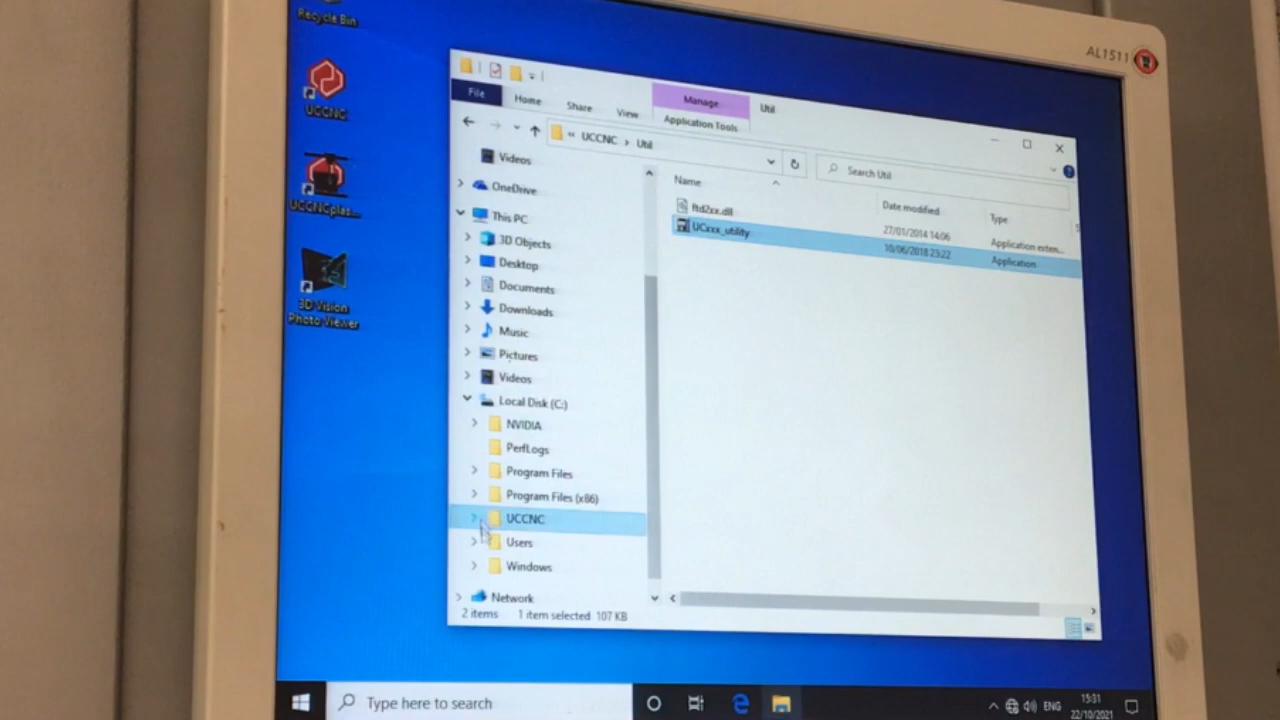 Recycle Bin
UCCNC
UCCNCplas...
3D Vision
Photo Viewer
AL1511
File
Home
Share
View
Manage
Application Tools
Util
« UCCNC › Util
Search Util
Videos
OneDrive
This PC
3D Objects
Desktop
Documents
Downloads
Music
Pictures
Videos
Local Disk (C:)
NVIDIA
PerfLogs
Program Files
Program Files (x86)
UCCNC
Users
Windows
Network
Name
Date modified
Type
S
ftd2xx.dll
27/01/2014 14:06
Application exten...
UCxxx_utility
10/06/2018 23:22
Application
2 items
1 item selected 107 KB
Type here to search
ENG
15:31
22/10/2021